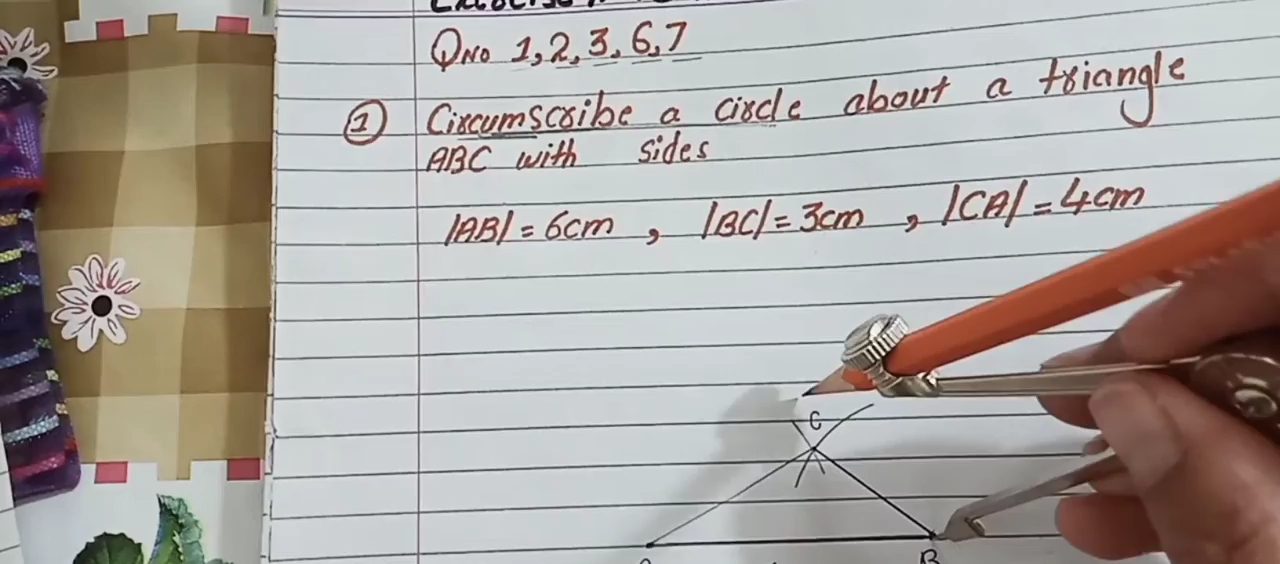 QNo 1,2,3,6,7
① Circumscribe a circle about a triangle
ABC with sides
|AB| = 6cm , |BC| = 3cm , |CA| = 4cm
C
B